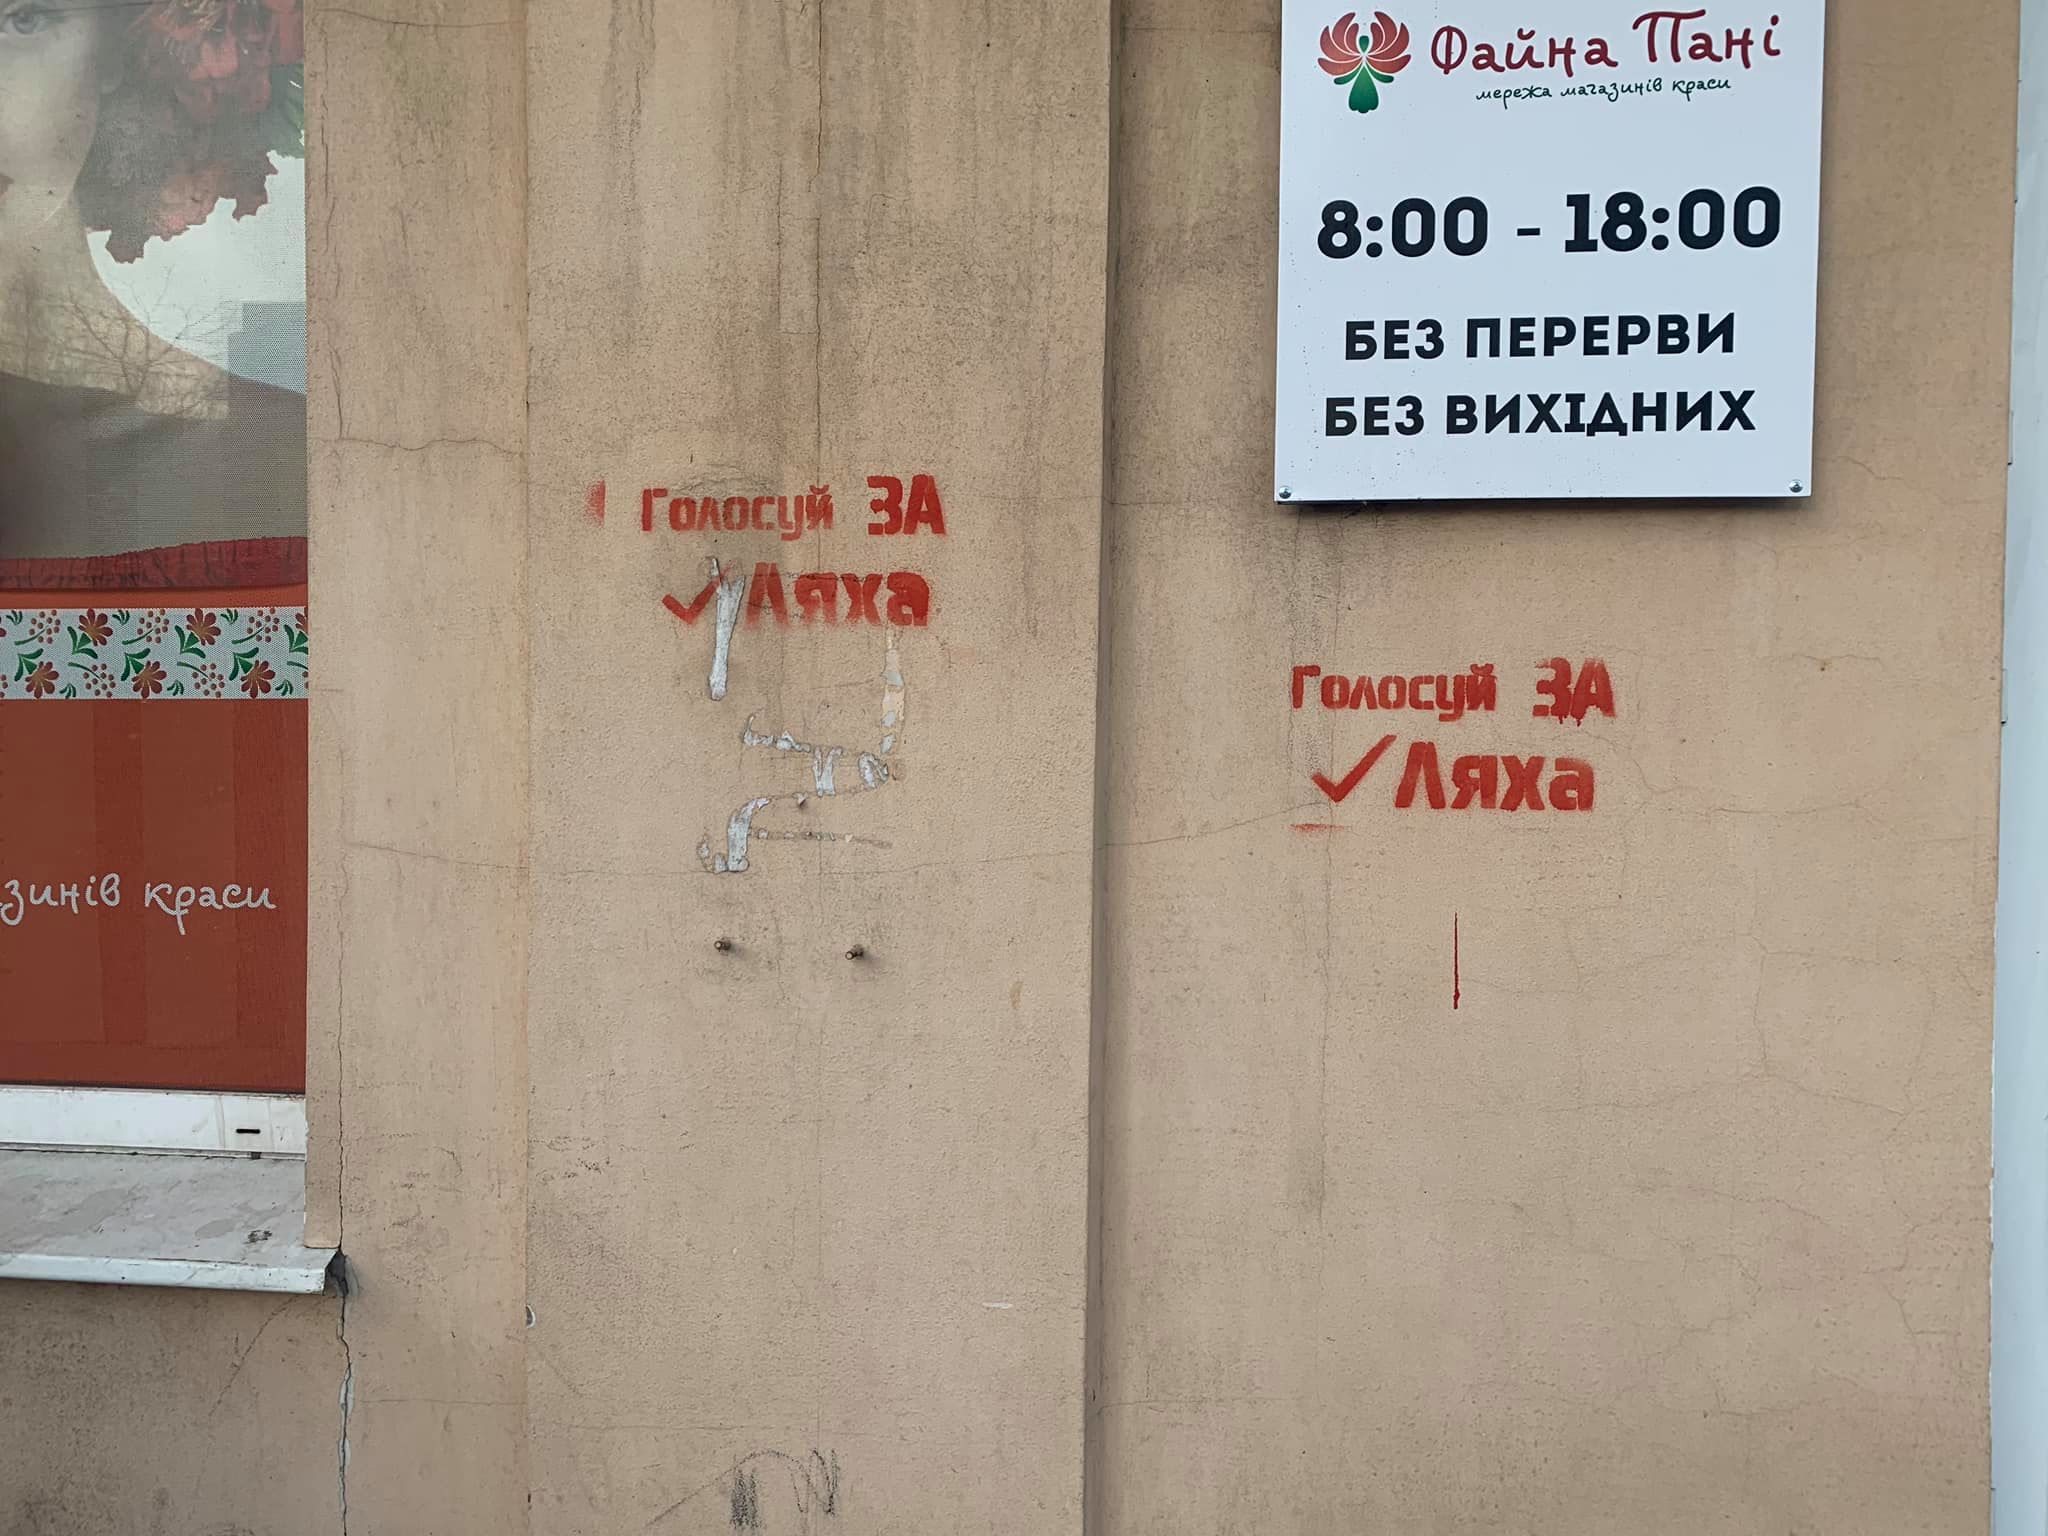 Файна Пані
мережа магазинів краси
8:00 - 18:00
БЕЗ ПЕРЕРВИ
БЕЗ ВИХІДНИХ
Голосуй ЗА
Ляха
Голосуй ЗА
Ляха
зинів краси